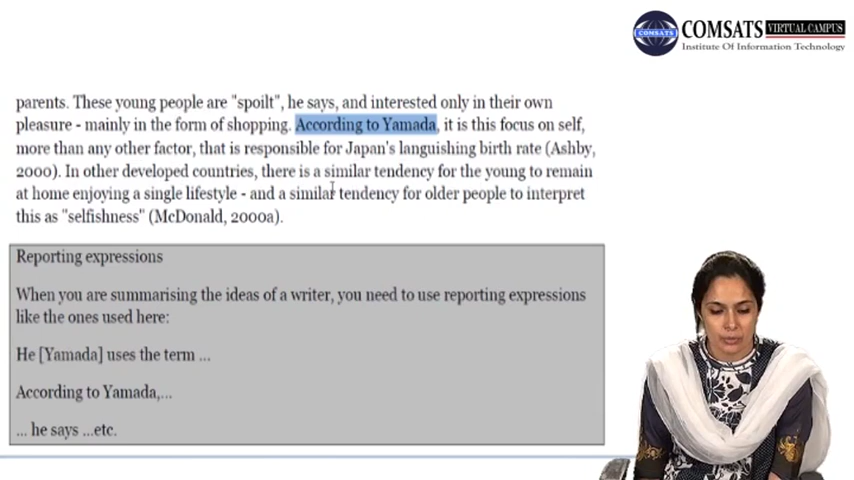 COMSATS
COMSATS VIRTUAL CAMPUS
Institute Of Information Technology
parents. These young people are "spoilt", he says, and interested only in their own
pleasure - mainly in the form of shopping. According to Yamada, it is this focus on self,
more than any other factor, that is responsible for Japan's languishing birth rate (Ashby,
2000). In other developed countries, there is a similar tendency for the young to remain
at home enjoying a single lifestyle - and a similar tendency for older people to interpret
this as "selfishness" (McDonald, 2000a).
Reporting expressions
When you are summarising the ideas of a writer, you need to use reporting expressions
like the ones used here:
He [Yamada] uses the term ...
According to Yamada,...
... he says ...etc.